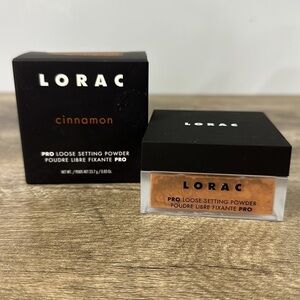 LORAC
cinnamon
PRO LOOSE SETTING POWDER
POUDRE LIBRE FIXANTE PRO
LORAC
LORAC
PRO LOOSE SETTING POWDER
POUDRE LIBRE FIXANTE PRO